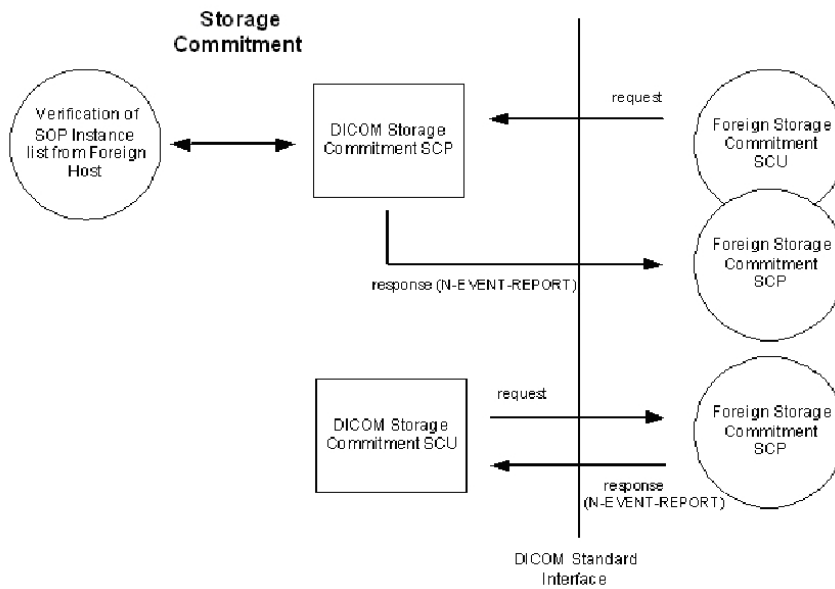 Storage
Commitment
Verification of
SOP Instance
list from Foreign
Host
DICOM Storage
Commitment SCP
request
Foreign Storage
Commitment
SCU
response (N-EVENT-REPORT)
Foreign Storage
Commitment
SCP
DICOM Storage
Commitment SCU
request
Foreign Storage
Commitment
SCP
response
(N-EVENT-REPORT)
DICOM Standard
Interface